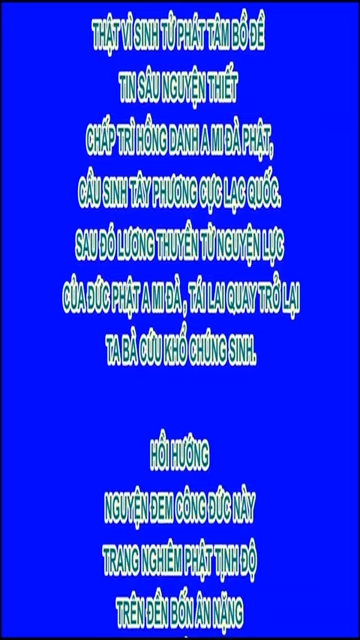 THẬT VÌ SINH TỬ PHÁT TÂM BỒ ĐỀ
TIN SÂU NGUYỆN THIẾT
CHẤP TRÌ HỒNG DANH A MI ĐÀ PHẬT,
CẦU SINH TÂY PHƯƠNG CỰC LẠC QUỐC.
SAU ĐÓ LƯƠNG THUYỀN TỪ NGUYỆN LỰC
CỦA ĐỨC PHẬT A MI ĐÀ , TÁI LAI QUAY TRỞ LẠI
TA BÀ CỨU KHỔ CHÚNG SINH.
HỒI HƯỚNG
NGUYỆN ĐEM CÔNG ĐỨC NÀY
TRANG NGHIÊM PHẬT TỊNH ĐỘ
TRÊN ĐỀN BỐN ÂN NẶNG